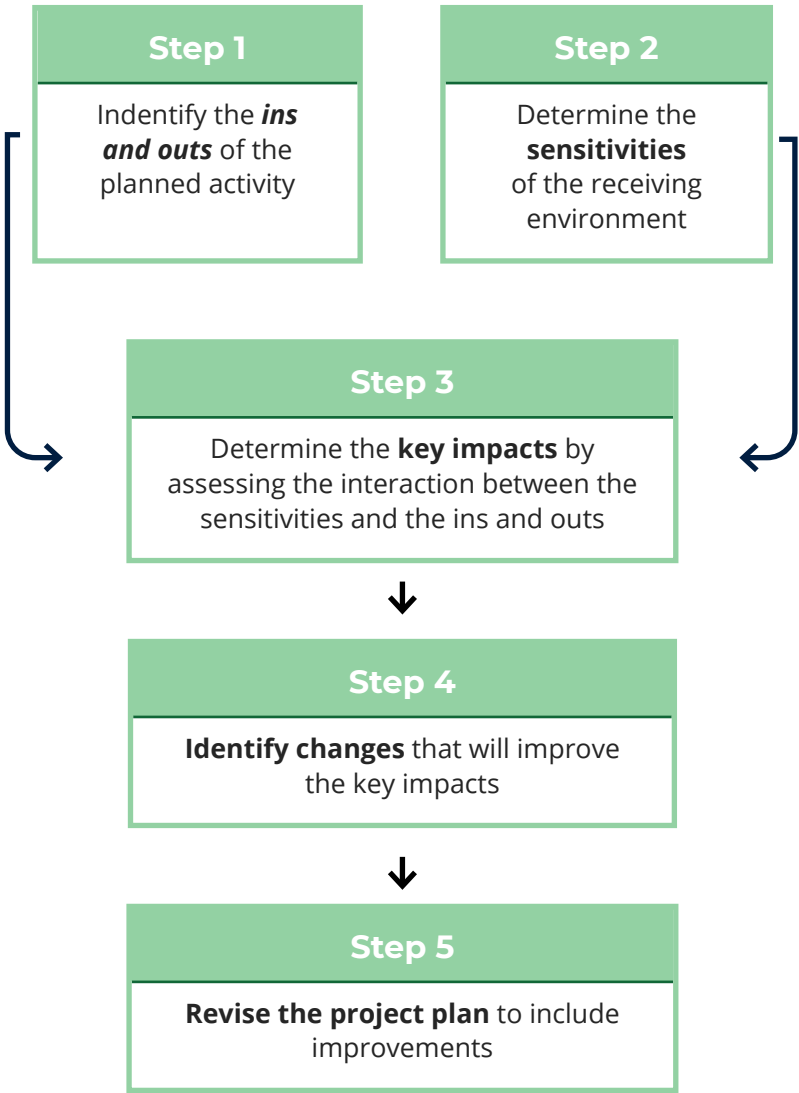 Step 1
Indentify the ins
and outs of the
planned activity
Step 2
Determine the
sensitivities
of the receiving
environment
Step 3
Determine the key impacts by
assessing the interaction between the
sensitivities and the ins and outs
Step 4
Identify changes that will improve
the key impacts
Step 5
Revise the project plan to include
improvements